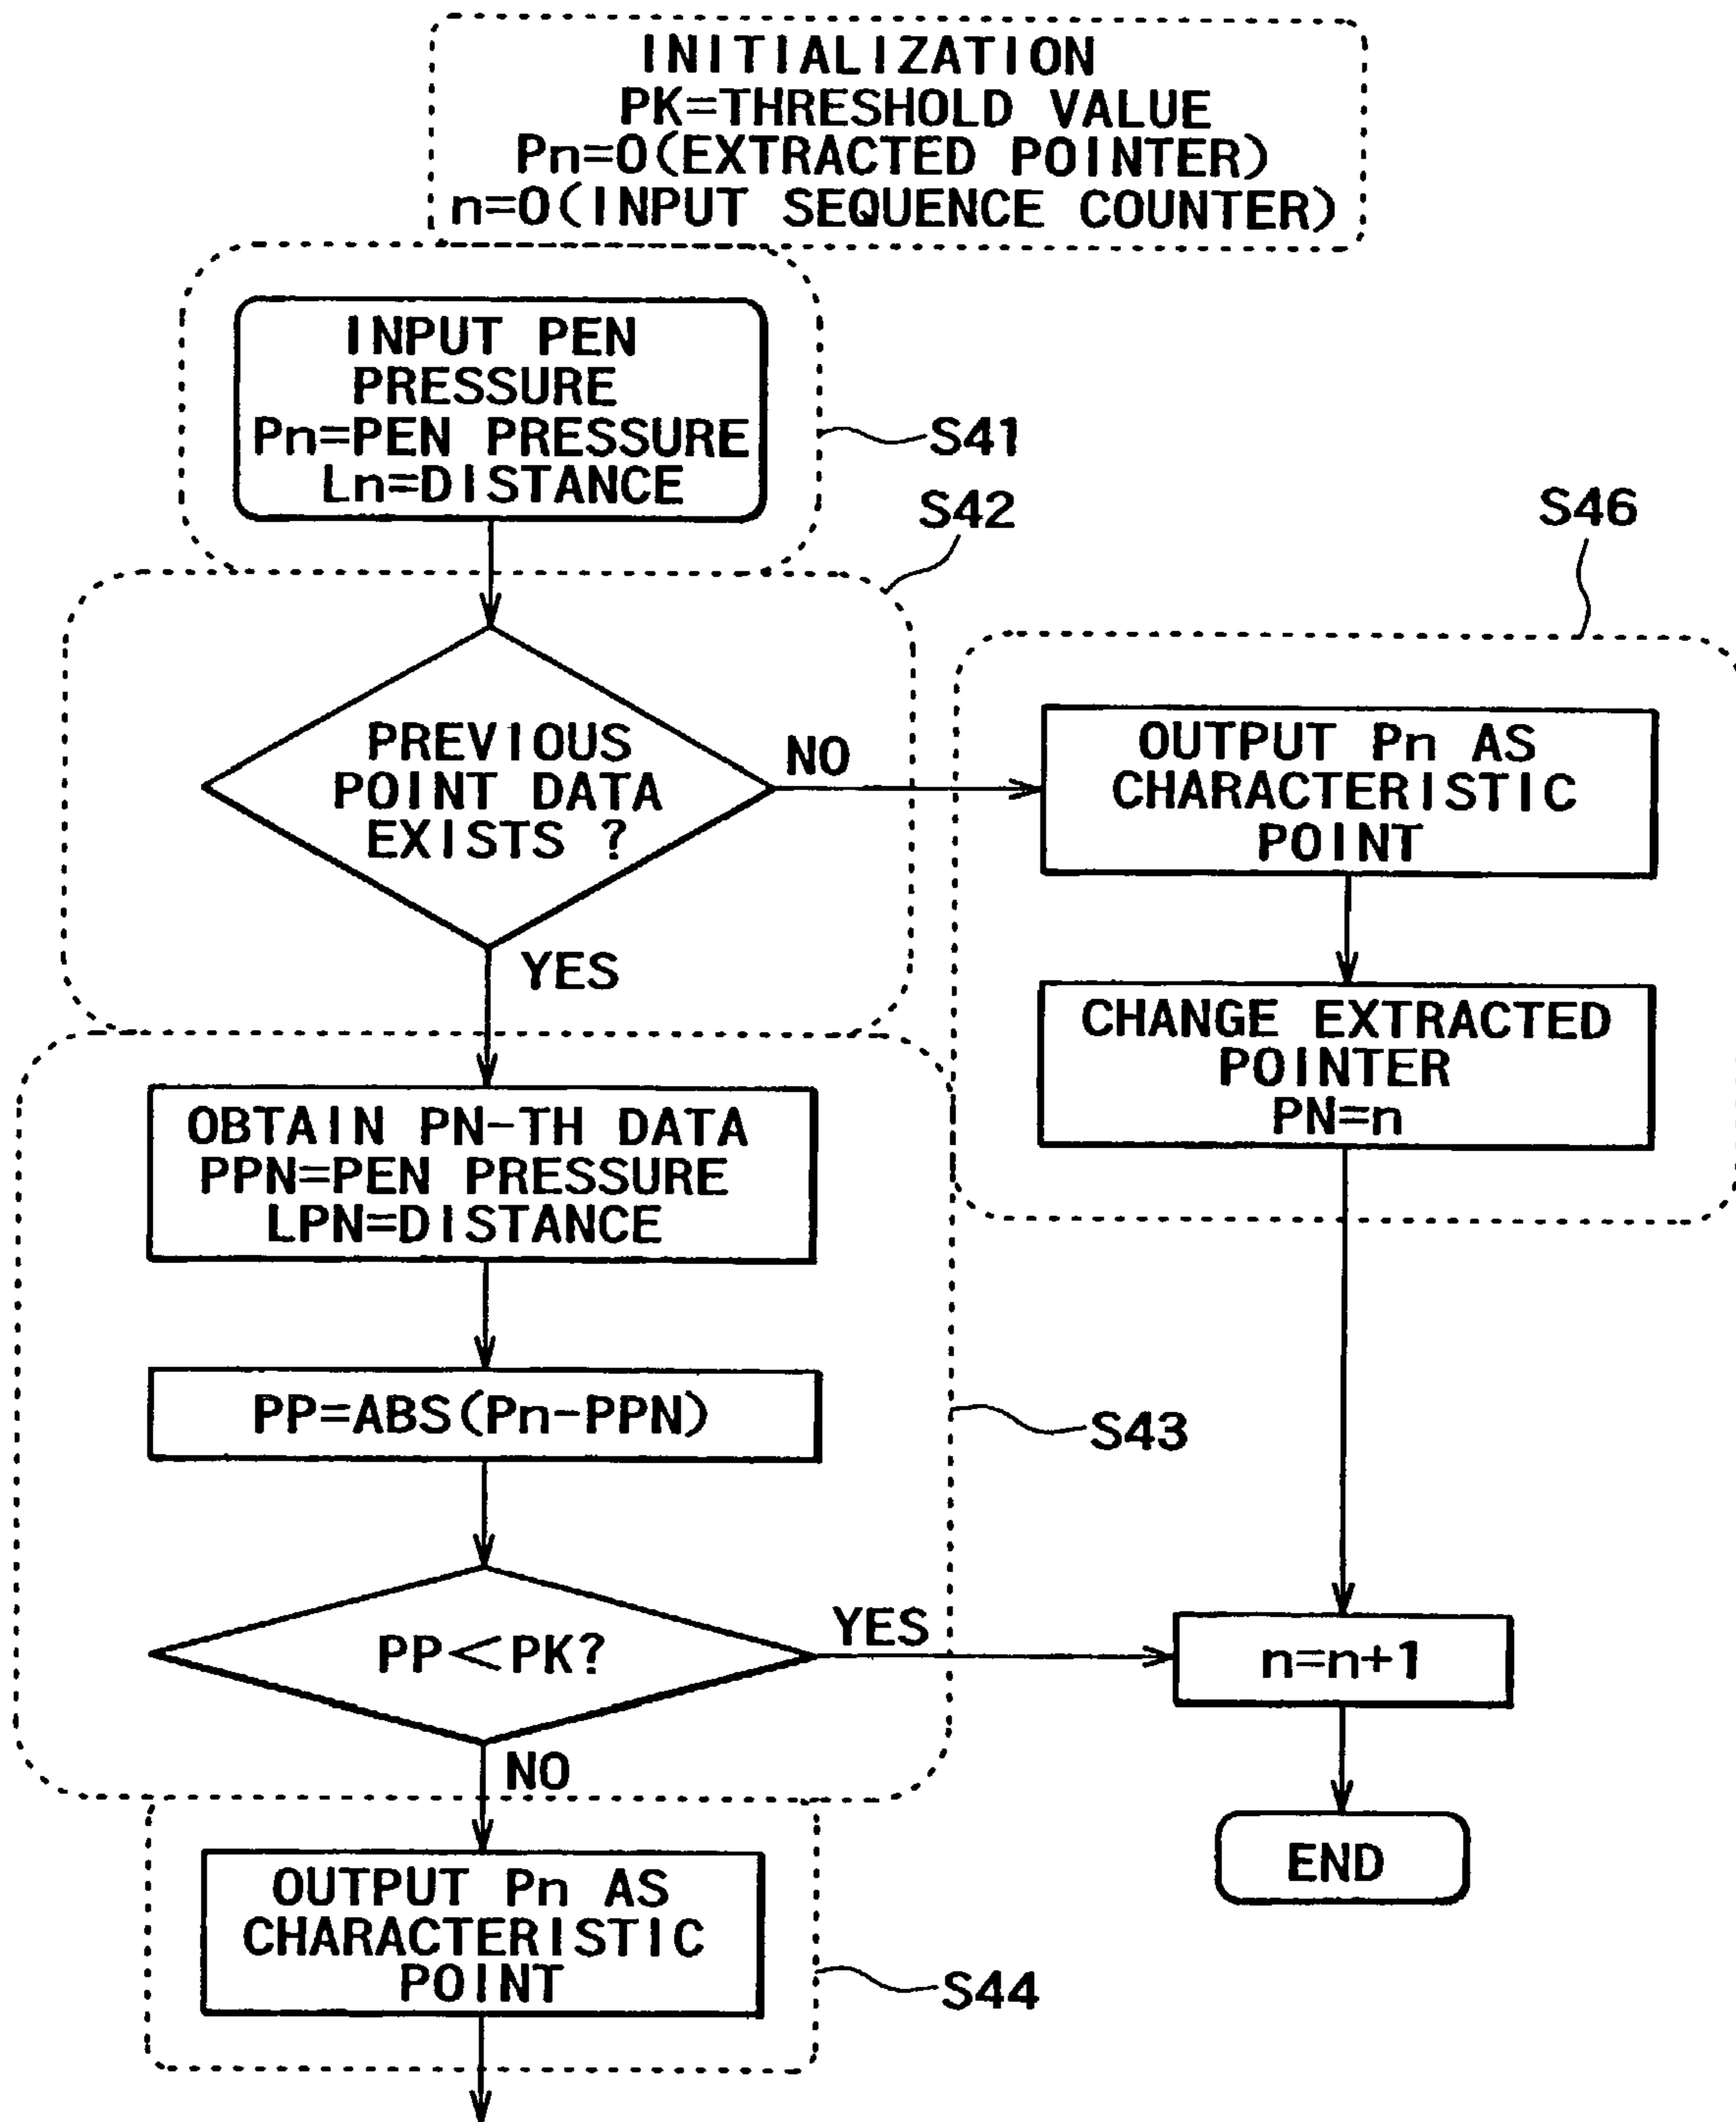 INITIALIZATION
PK=THRESHOLD VALUE
Pn=0(EXTRACTED POINTER)
n=0(INPUT SEQUENCE COUNTER)
INPUT PEN
PRESSURE
Pn=PEN PRESSURE
Ln=DISTANCE
S41
S42
S46
PREVIOUS
POINT DATA
EXISTS ?
NO
YES
OUTPUT Pn AS
CHARACTERISTIC
POINT
CHANGE EXTRACTED
POINTER
PN=n
OBTAIN PN-TH DATA
PPN=PEN PRESSURE
LPN=DISTANCE
PP=ABS(Pn-PPN)
S43
PP<PK?
YES
NO
n=n+1
END
OUTPUT Pn AS
CHARACTERISTIC
POINT
S44